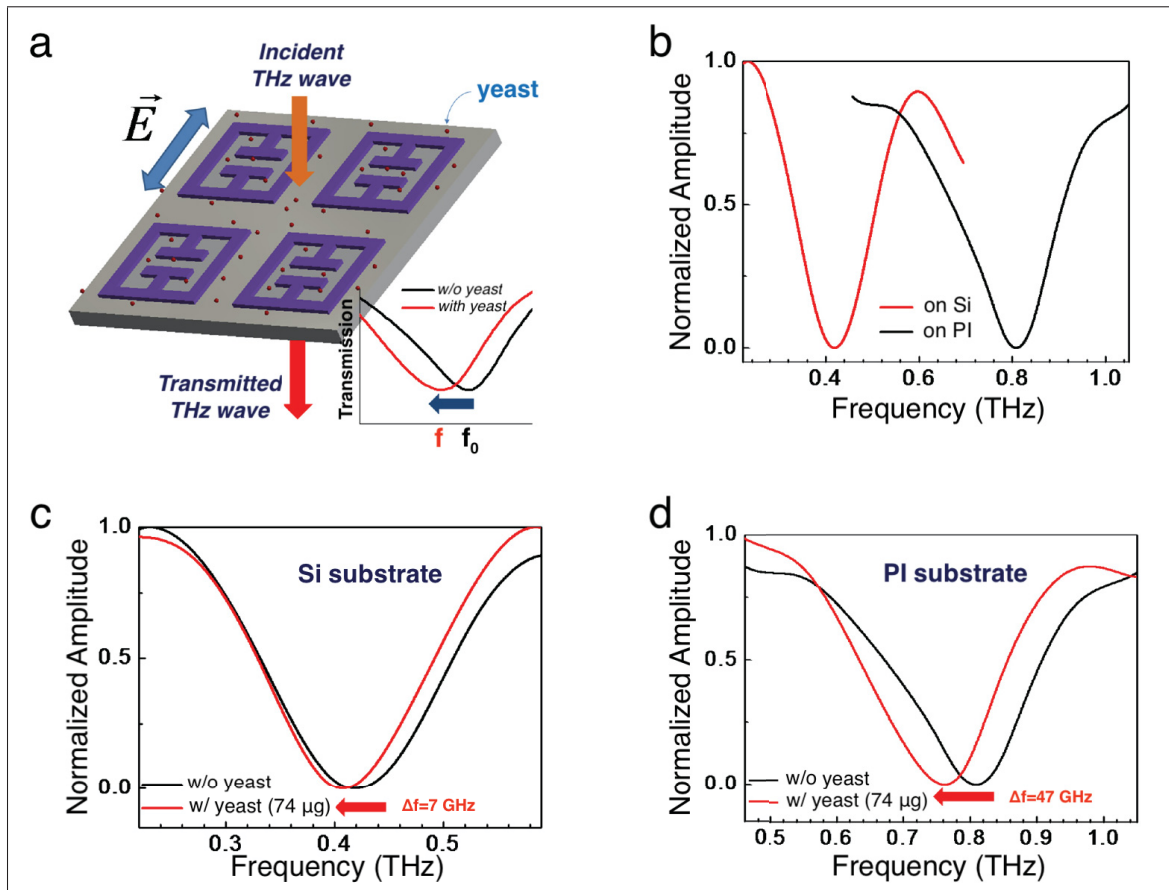 a
Incident
THz wave
yeast
E
w/o yeast
with yeast
Transmission
Transmitted
THz wave
f
f0
b
1.0
0.5
0.0
Normalized Amplitude
on Si
on PI
0.4
0.6
0.8
1.0
Frequency (THz)
c
1.0
0.5
0.0
Normalized Amplitude
Si substrate
w/o yeast
w/ yeast (74 μg)
Δf=7 GHz
0.3
0.4
0.5
Frequency (THz)
d
1.0
0.5
0.0
Normalized Amplitude
PI substrate
w/o yeast
w/ yeast (74 μg)
Δf=47 GHz
0.5
0.6
0.7
0.8
0.9
1.0
Frequency (THz)